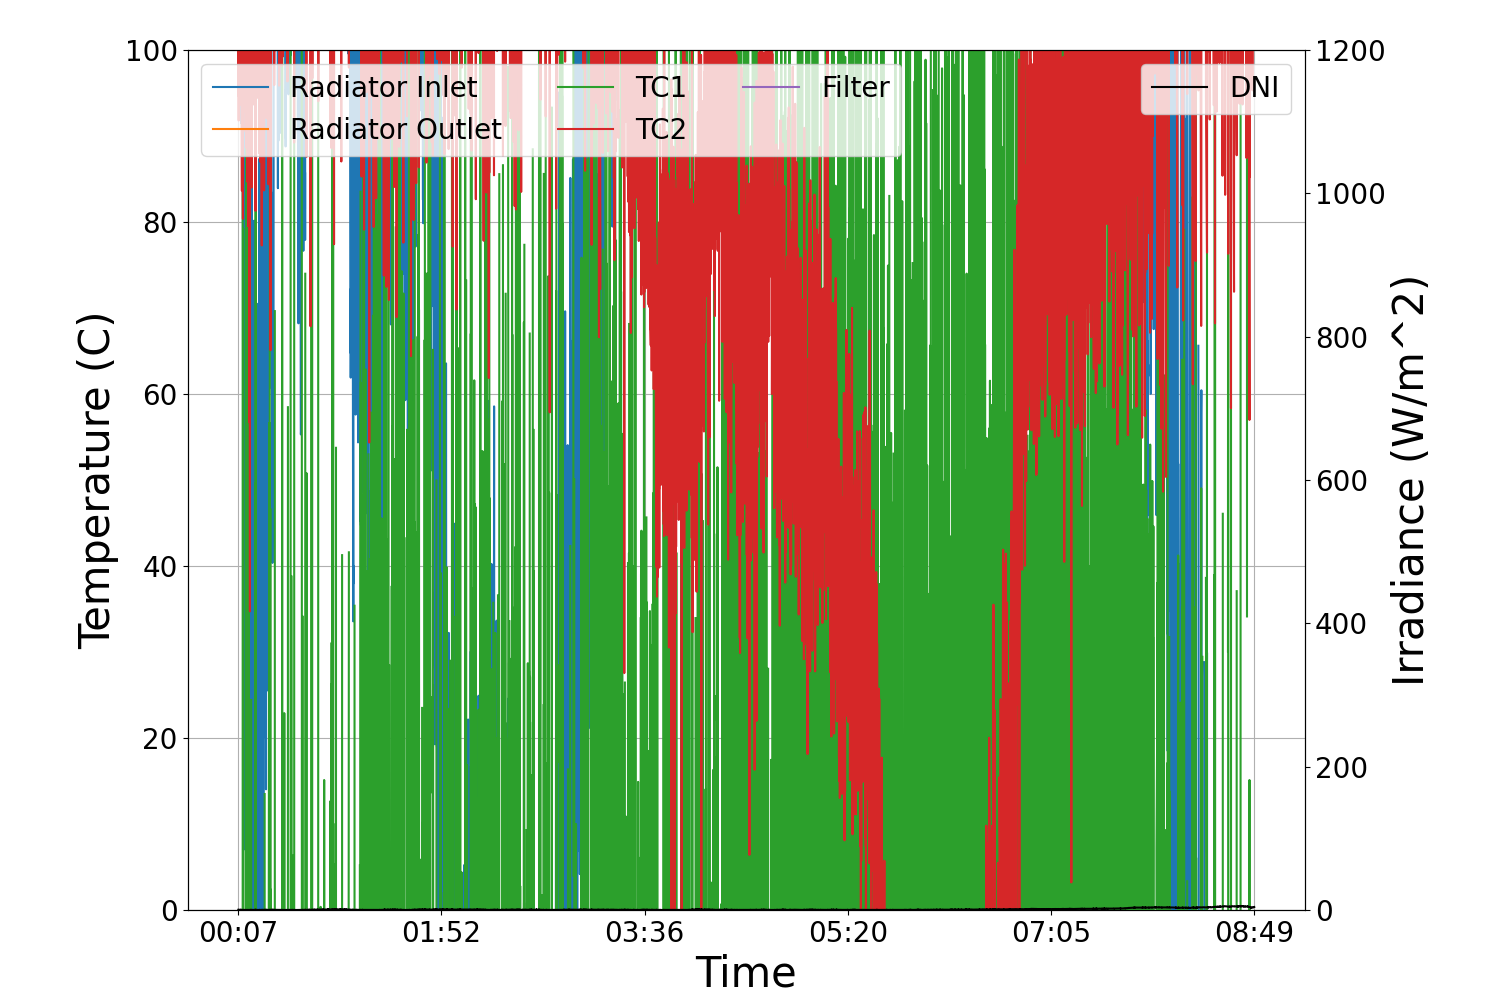 100
80
60
40
20
0
Temperature (C)
Radiator Inlet
Radiator Outlet
TC1
TC2
Filter
DNI
1200
1000
800
600
400
200
0
Irradiance (W/m^2)
00:07 01:52 03:36 05:20 07:05 08:49
Time